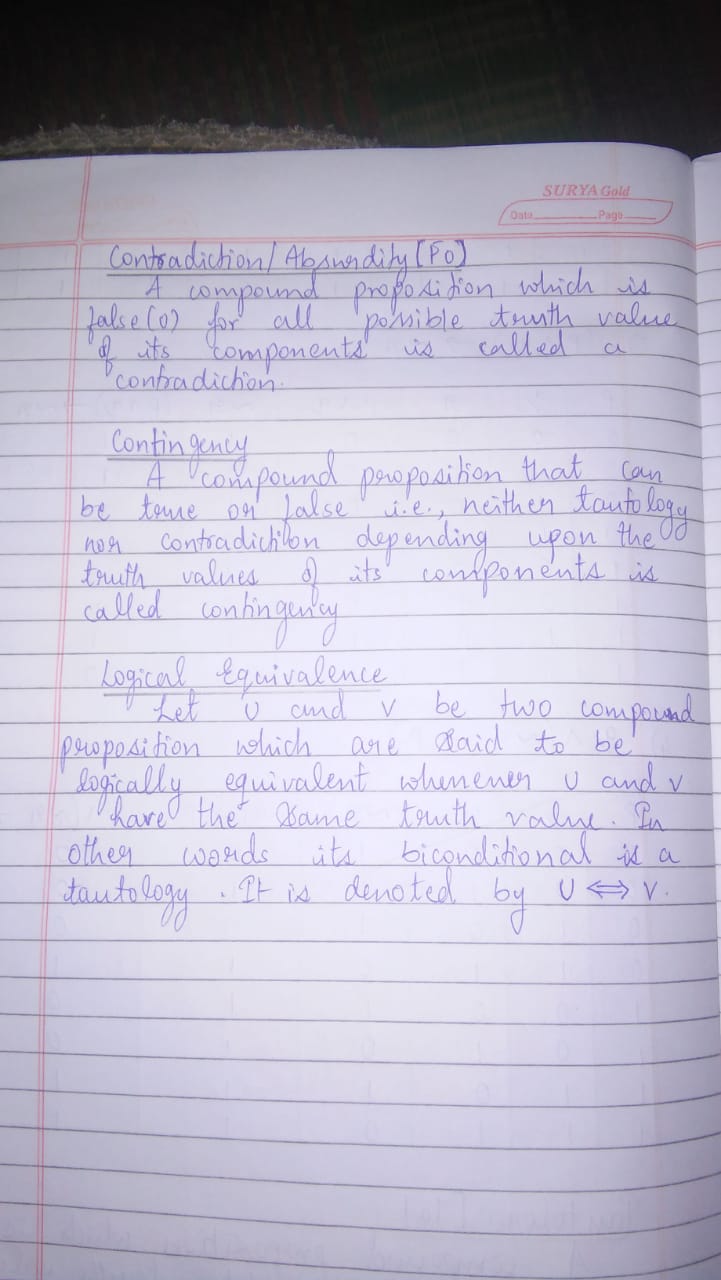 SURYA Gold
Date Page
Contradiction/Absurdity [F0]
A compound proposition which is
false(0) for all possible truth value
of its components is called a
contradiction.
Contingency
A compound proposition that can
be true or false i.e., neither tautology
nor contradiction depending upon the
truth values of its components is
called contingency
Logical Equivalence
Let U and V be two compound
proposition which are said to be
logically equivalent whenever U and V
have the same truth value. In
other words its biconditional is a
tautology. It is denoted by U ⟺ V.